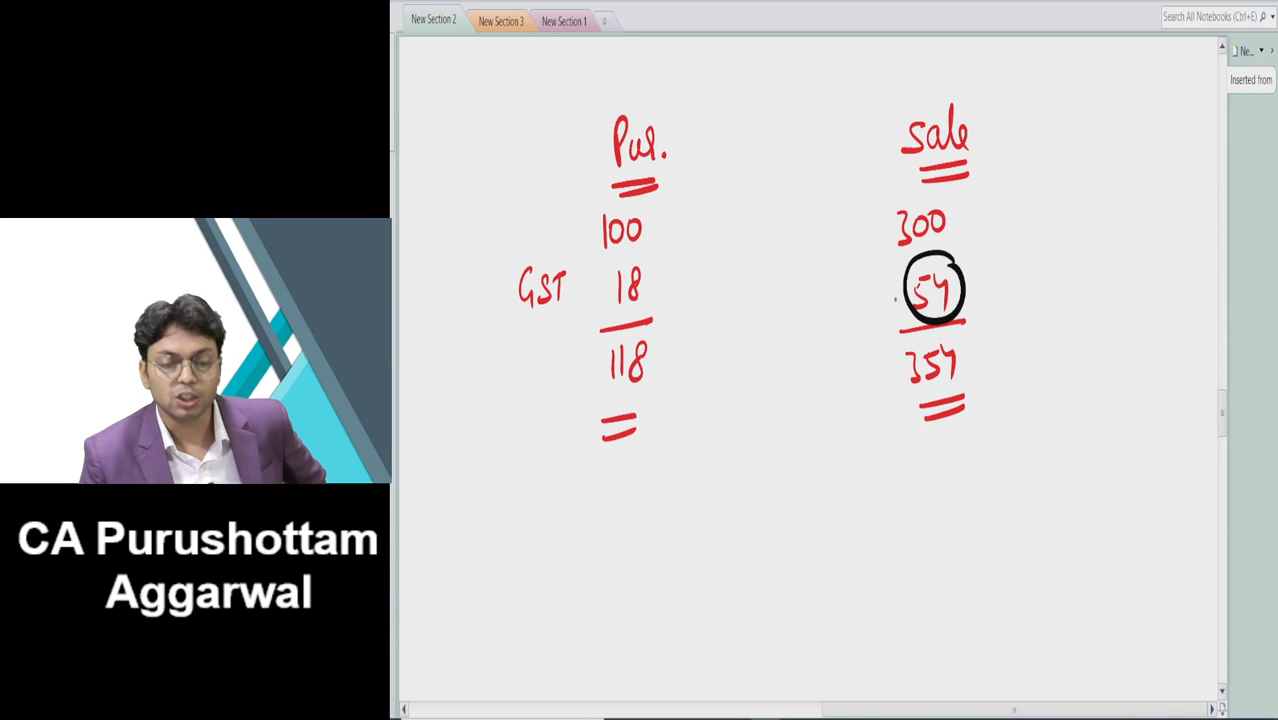 New Section 2 New Section 3 New Section 1
Search All Notebooks (Ctrl+E)
Ne...
Inserted from
Pur. Sale
100 300
GST 18 54
118 354
CA Purushottam
Aggarwal